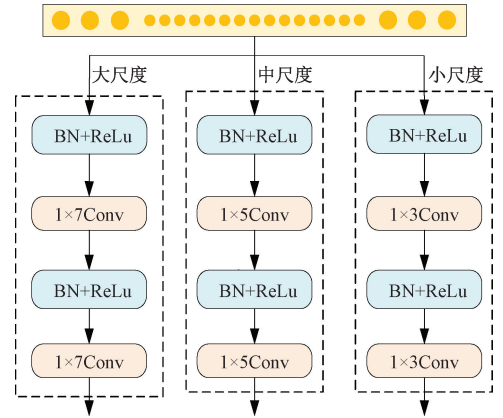 大尺度 中尺度 小尺度
BN+ReLu BN+ReLu BN+ReLu
1×7Conv 1×5Conv 1×3Conv
BN+ReLu BN+ReLu BN+ReLu
1×7Conv 1×5Conv 1×3Conv